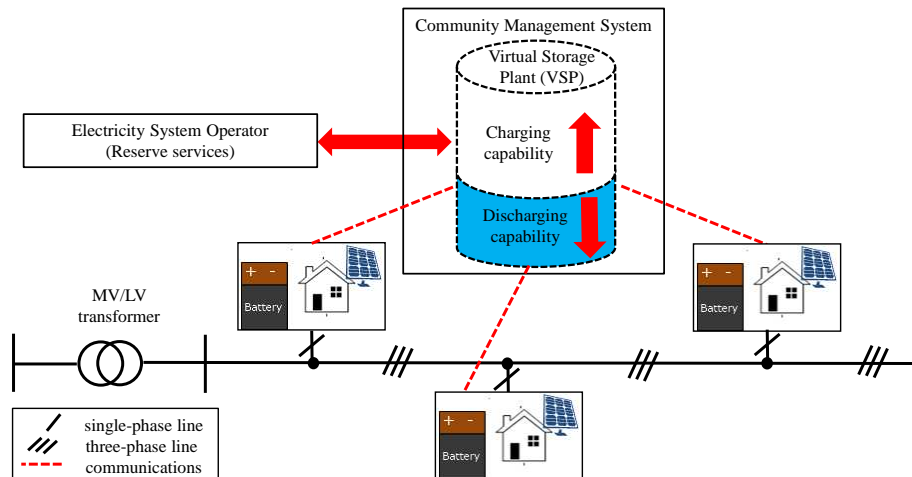 Community Management System
Virtual Storage
Plant (VSP)
Electricity System Operator
(Reserve services)
Charging
capability
Discharging
capability
+ -
Battery
+ -
Battery
MV/LV
transformer
+ -
Battery
single-phase line
three-phase line
communications